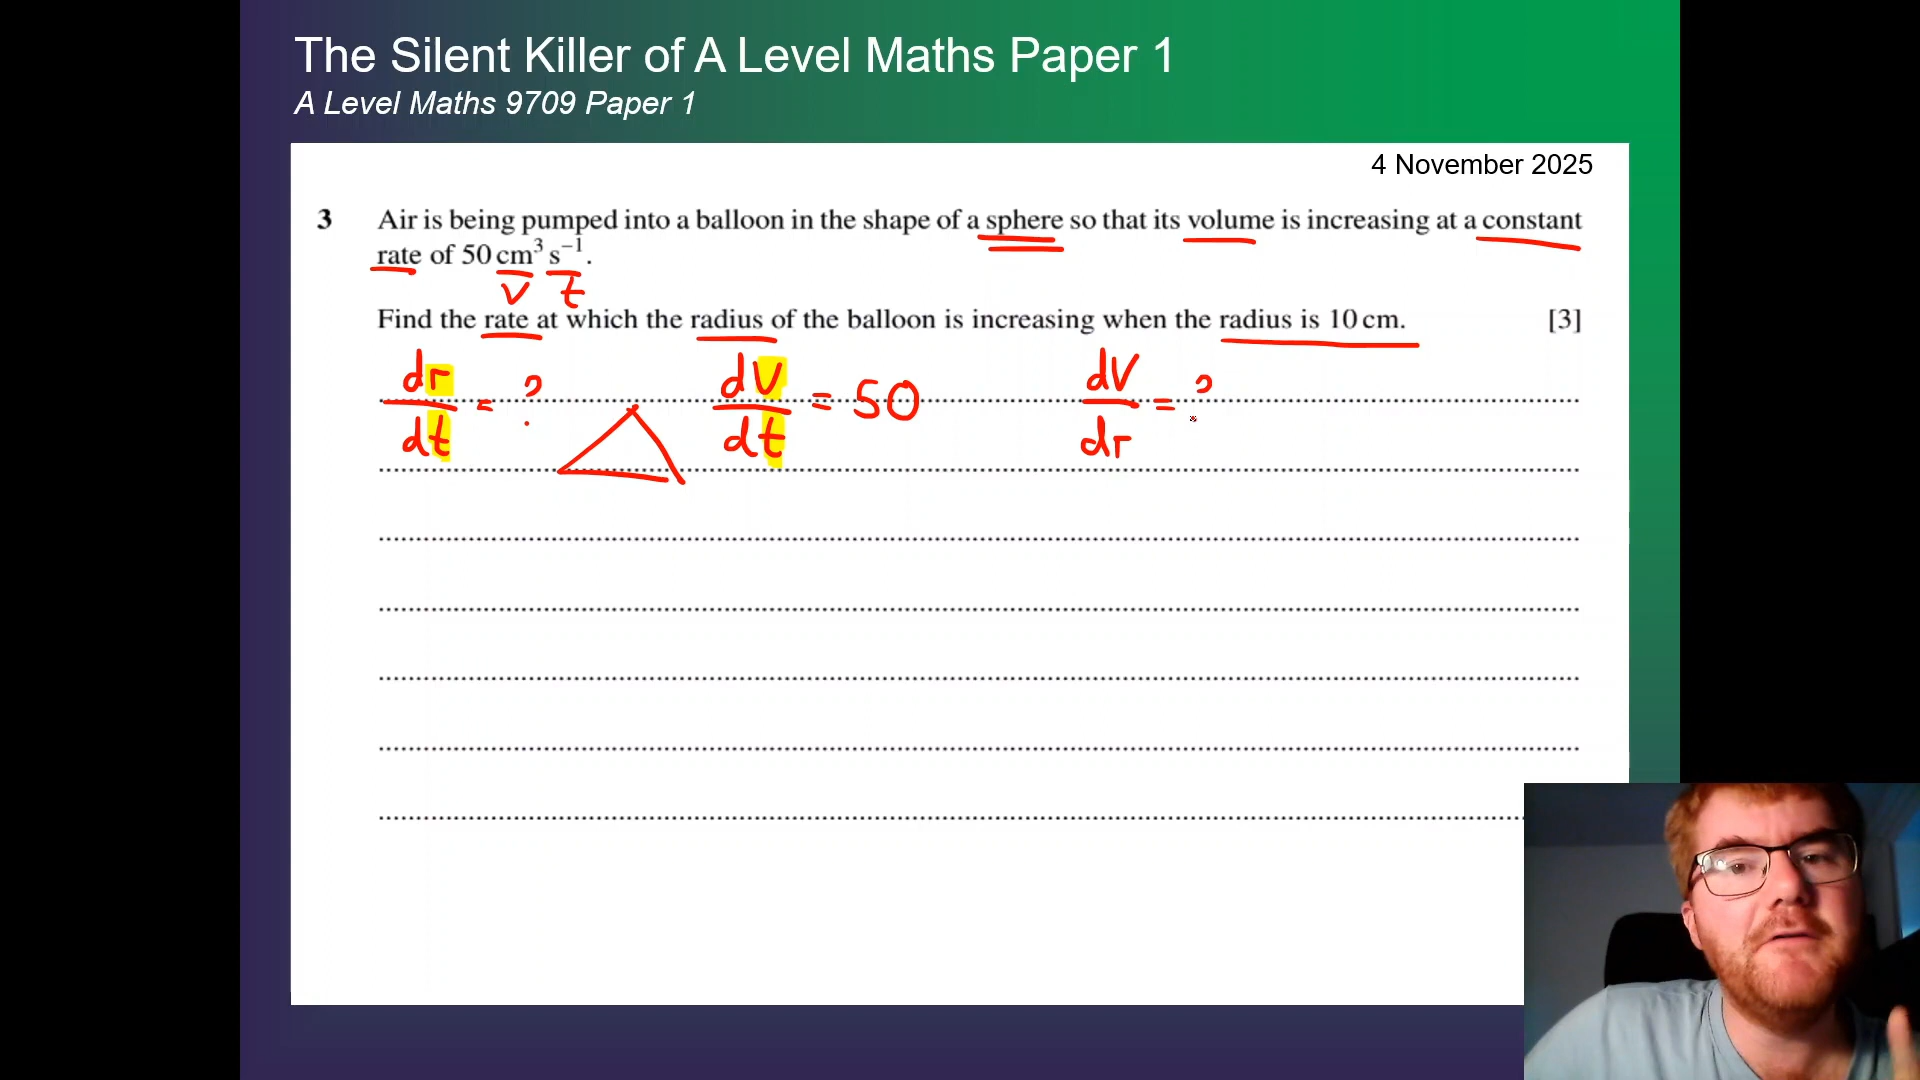 The Silent Killer of A Level Maths Paper 1
A Level Maths 9709 Paper 1
4 November 2025
3 Air is being pumped into a balloon in the shape of a sphere so that its volume is increasing at a constant
rate of 50 cm³ s⁻¹.
V t
Find the rate at which the radius of the balloon is increasing when the radius is 10 cm. [3]
dr/dt = ? dV/dt = 50 dV/dr = ?